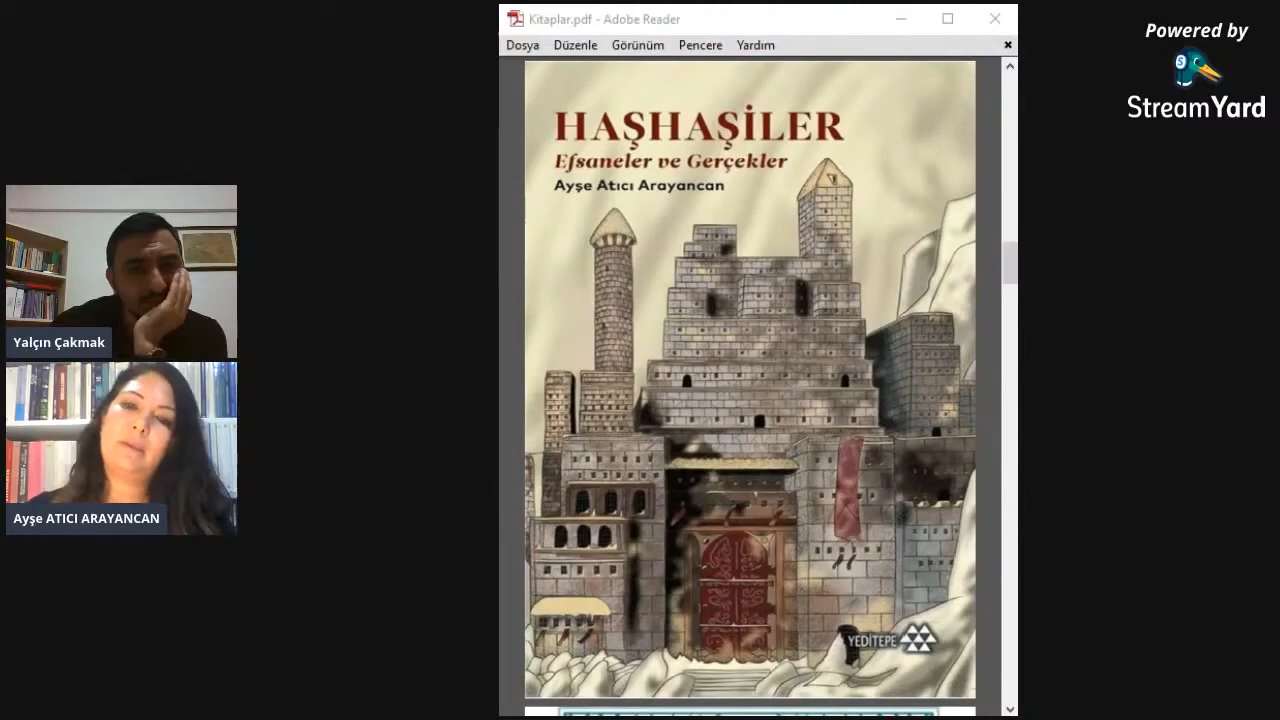 Kitaplar.pdf - Adobe Reader
Dosya Düzenle Görünüm Pencere Yardım
HAŞHAŞİLER
Efsaneler ve Gerçekler
Ayşe Atıcı Arayancan
YEDİTEPE
Yalçın Çakmak
Ayşe ATICI ARAYANCAN
Powered by
StreamYard